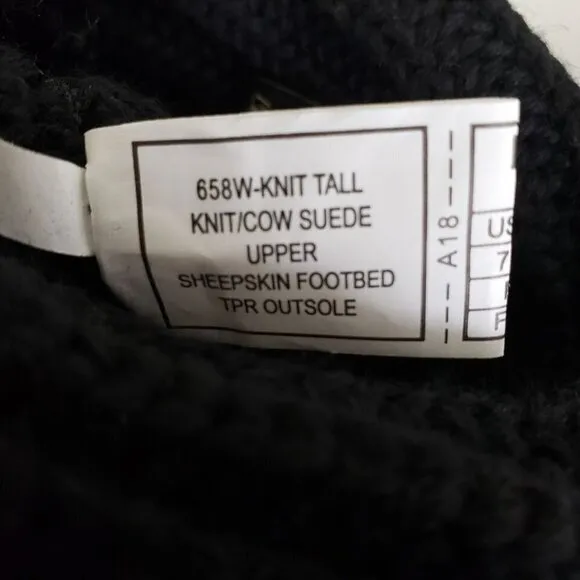 658W-KNIT TALL
KNIT/COW SUEDE
UPPER
SHEEPSKIN FOOTBED
TPR OUTSOLE
A18
US
7